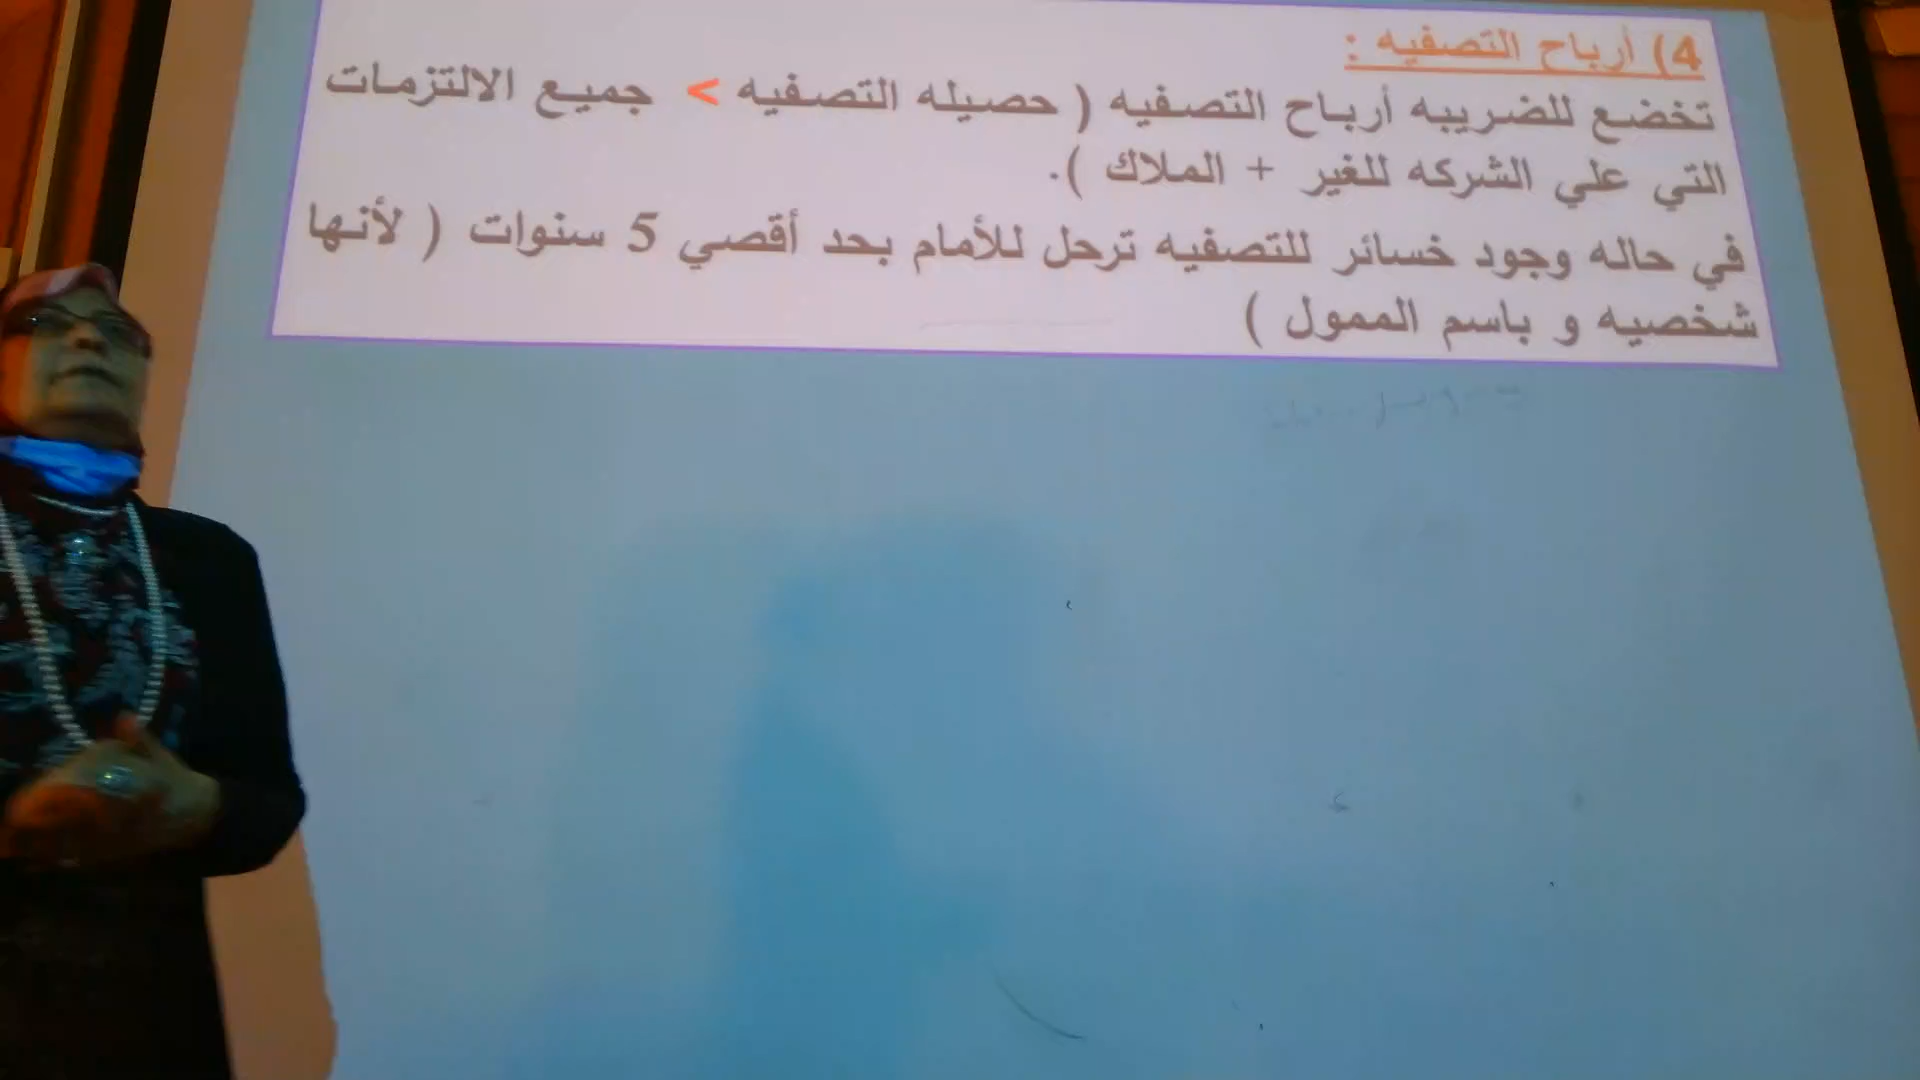 4) أرباح التصفيه :
تخضع للضريبه أرباح التصفيه ( حصيله التصفيه > جميع الالتزمات
التي علي الشركه للغير + الملاك ).
في حاله وجود خسائر للتصفيه ترحل للأمام بحد أقصي 5 سنوات ( لأنها
شخصيه و باسم الممول )